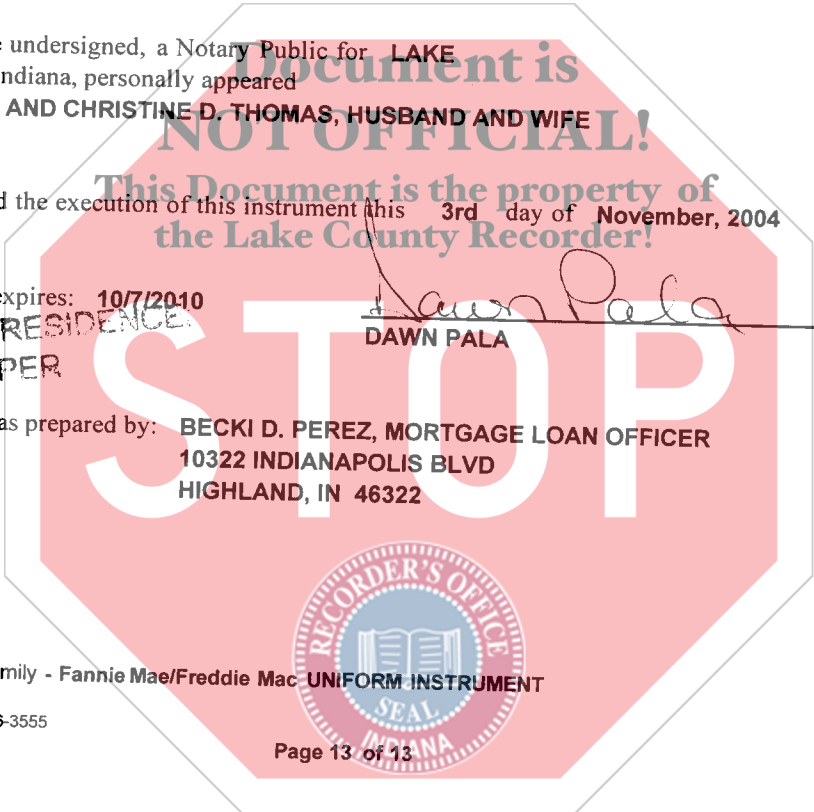 undersigned, a Notary Public for LAKE
Indiana, personally appeared
Document is
AND CHRISTINE D. THOMAS, HUSBAND AND WIFE
NOT OFFICIAL!
This Document is the property of
the execution of this instrument this 3rd day of November, 2004
the Lake County Recorder!
expires: 10/7/2010
RESIDENCE
Dawn Pala
DAWN PALA
PER
STOP
as prepared by: BECKI D. PEREZ, MORTGAGE LOAN OFFICER
10322 INDIANAPOLIS BLVD
HIGHLAND, IN 46322
RECORDER'S OFFICE
mily - Fannie Mae/Freddie Mac UNIFORM INSTRUMENT
SEAL
-3555
INDIANA
Page 13 of 13